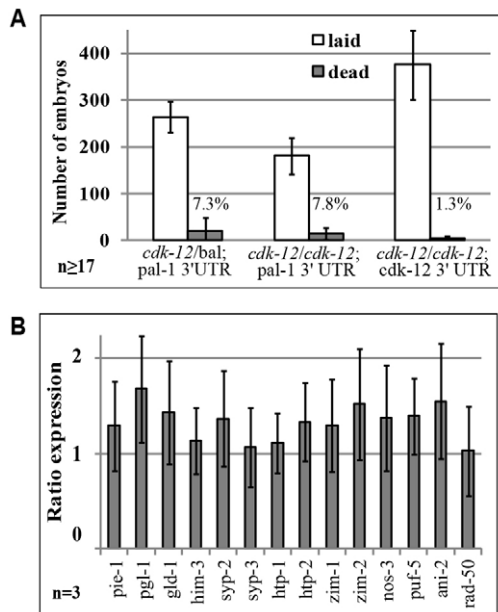 A
Number of embryos
400
300
200
100
0
laid
dead
7.3%
7.8%
1.3%
cdk-12/bal; cdk-12/cdk-12; cdk-12/cdk-12;
pal-1 3'UTR pal-1 3' UTR cdk-12 3' UTR
n≥17
B
Ratio expression
2
1
0
pie-1
pgl-1
gld-1
him-3
syp-2
syp-3
htp-1
htp-2
zim-1
zim-2
nos-3
puf-5
ani-2
rad-50
n=3